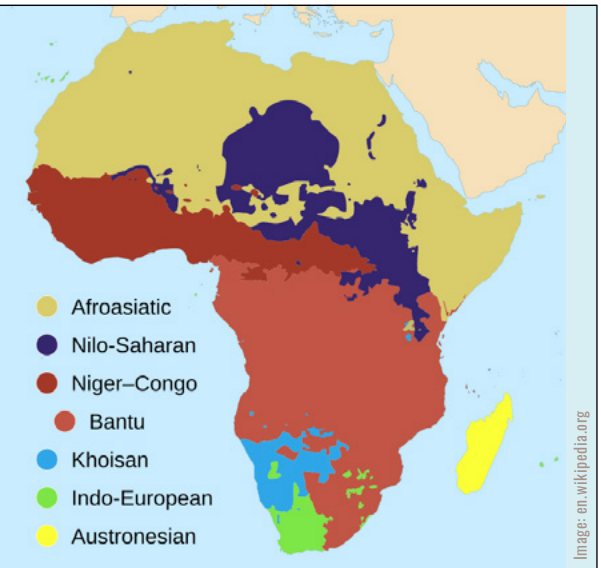 Afroasiatic
Nilo-Saharan
Niger–Congo
Bantu
Khoisan
Indo-European
Austronesian
Image: en.wikipedia.org